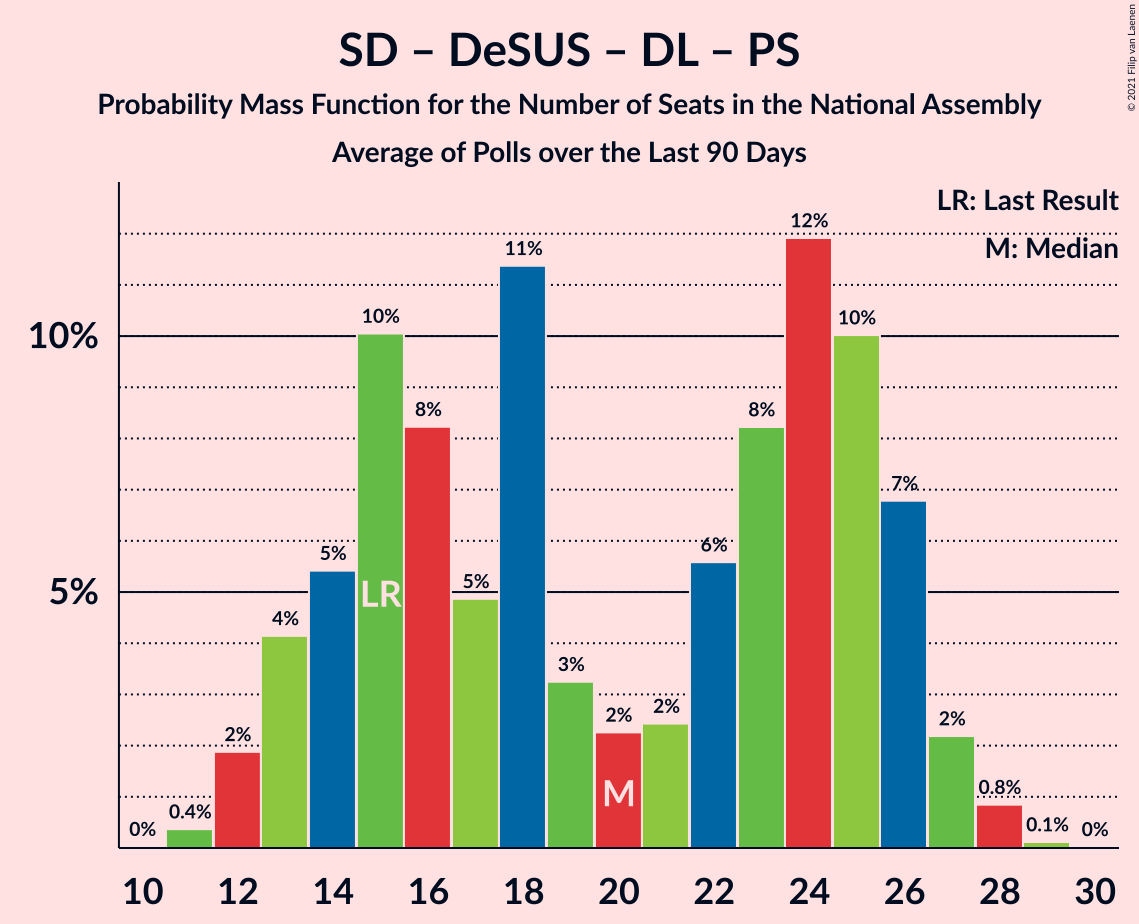 SD – DeSUS – DL – PS
Probability Mass Function for the Number of Seats in the National Assembly
Average of Polls over the Last 90 Days
© 2021 Filip van Laenen
LR: Last Result
M: Median
10%
5%
0%
0.4%
2%
4%
5%
10%
8%
5%
11%
3%
2%
2%
6%
8%
12%
10%
7%
2%
0.8%
0.1%
0%
LR
M
10 12 14 16 18 20 22 24 26 28 30